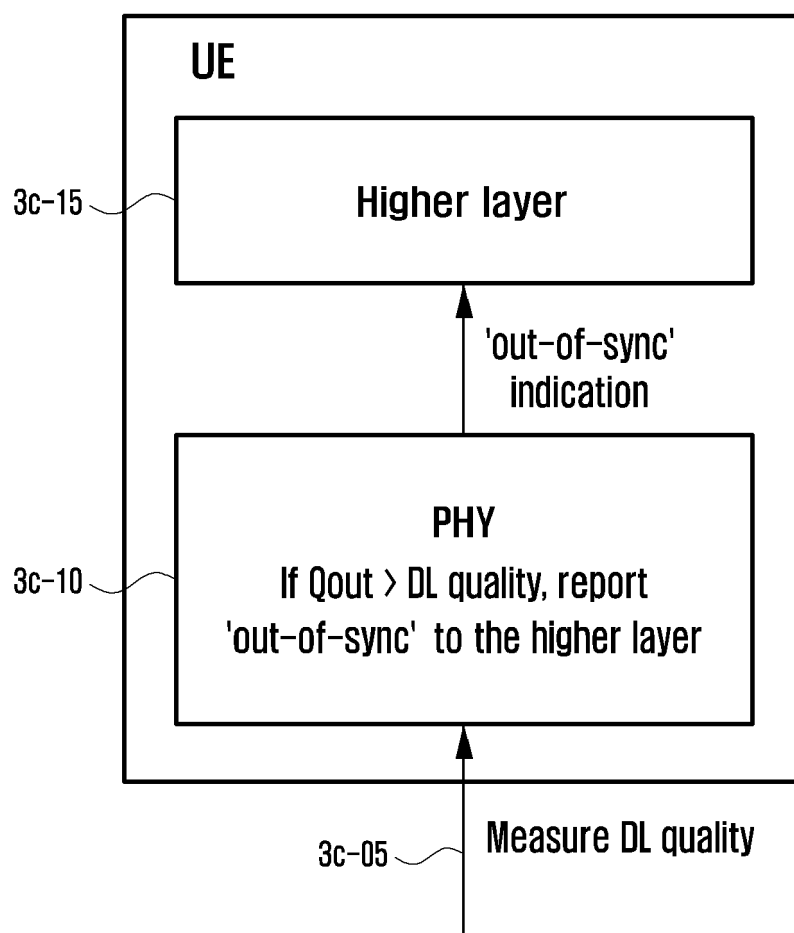 UE
3c-15
Higher layer
'out-of-sync'
indication
PHY
3c-10
If Qout > DL quality, report
'out-of-sync' to the higher layer
3c-05
Measure DL quality